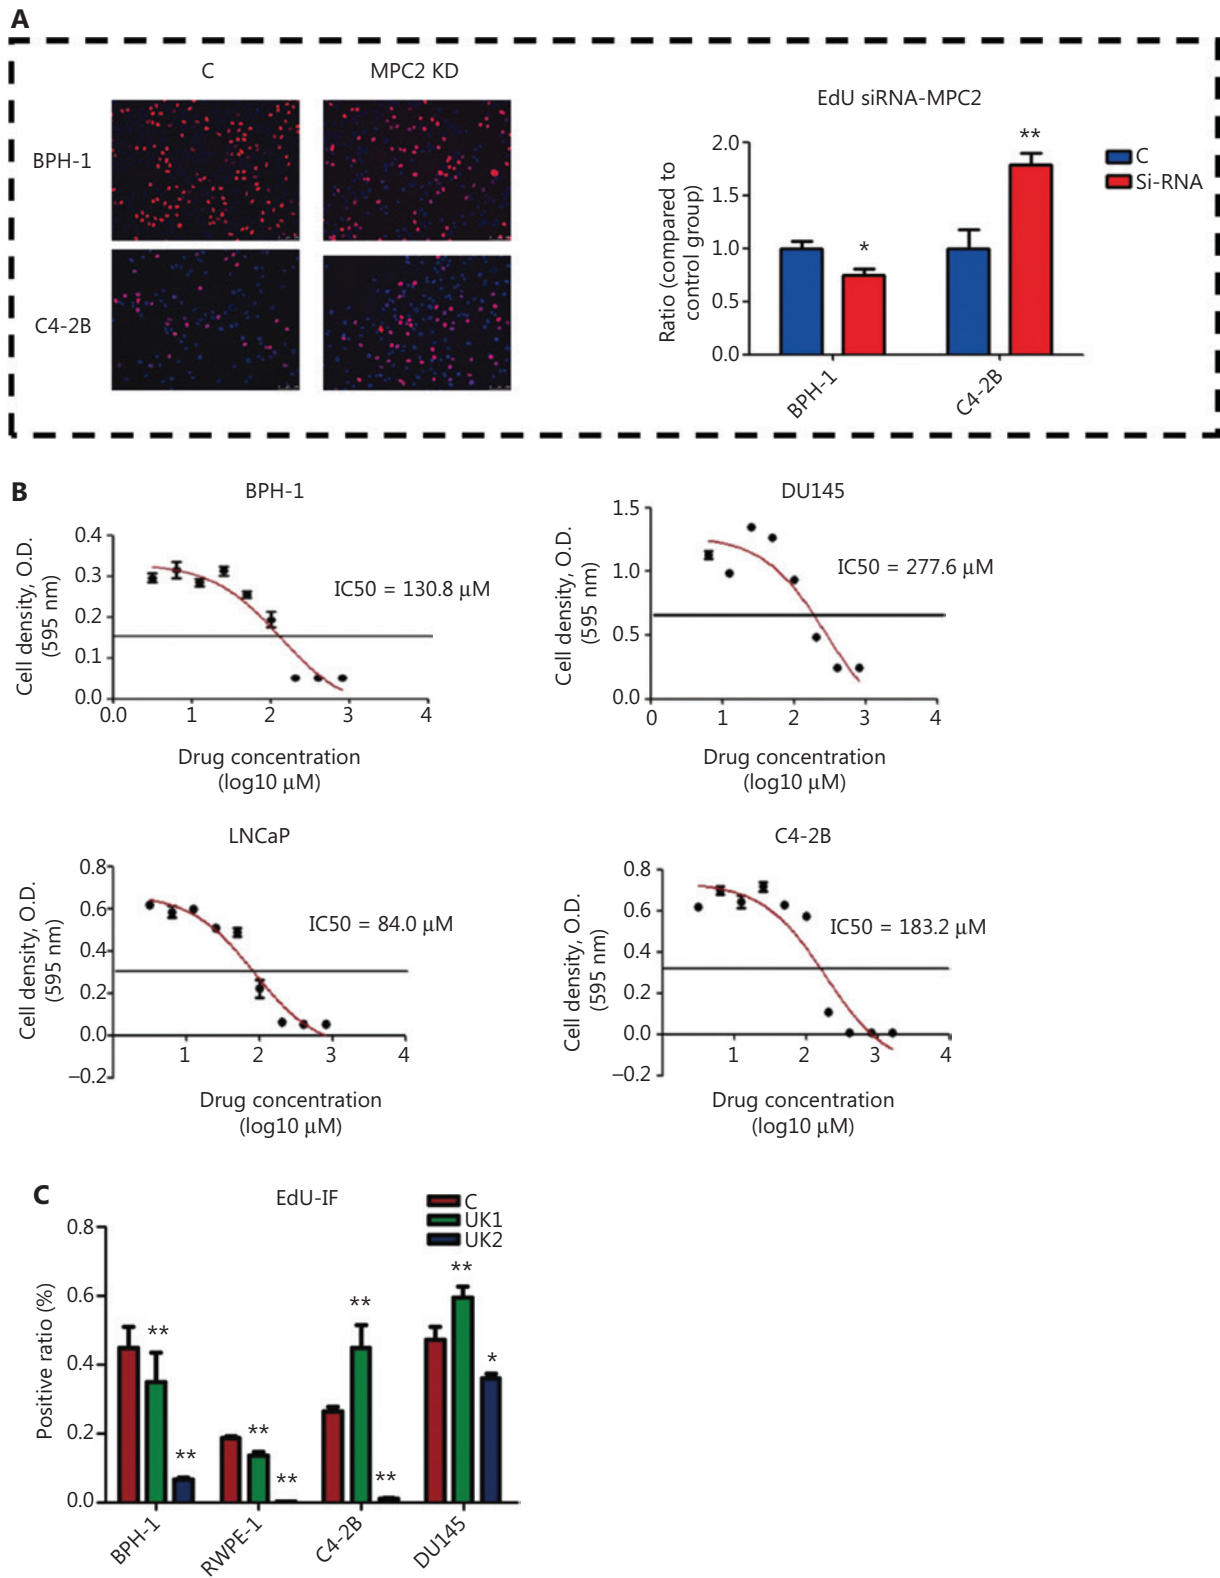 A
C
MPC2 KD
BPH-1
C4-2B
EdU siRNA-MPC2
Ratio (compared to
control group)
2.0
1.5
1.0
0.5
0.0
*
**
C
Si-RNA
BPH-1
C4-2B
B
BPH-1
Cell density, O.D.
(595 nm)
0.4
0.3
0.2
0.1
0.0
IC50 = 130.8 μM
0.0 1 2 3 4
Drug concentration
(log10 μM)
DU145
Cell density, O.D.
(595 nm)
1.5
1.0
0.5
0.0
IC50 = 277.6 μM
0 1 2 3 4
Drug concentration
(log10 μM)
LNCaP
Cell density, O.D.
(595 nm)
0.8
0.6
0.4
0.2
0.0
−0.2
IC50 = 84.0 μM
1 2 3 4
Drug concentration
(log10 μM)
C4-2B
Cell density, O.D.
(595 nm)
0.8
0.6
0.4
0.2
0.0
−0.2
IC50 = 183.2 μM
1 2 3 4
Drug concentration
(log10 μM)
C
EdU-IF
C
UK1
UK2
Positive ratio (%)
0.8
0.6
0.4
0.2
0.0
**
**
**
**
**
**
**
*
BPH-1
RWPE-1
C4-2B
DU145